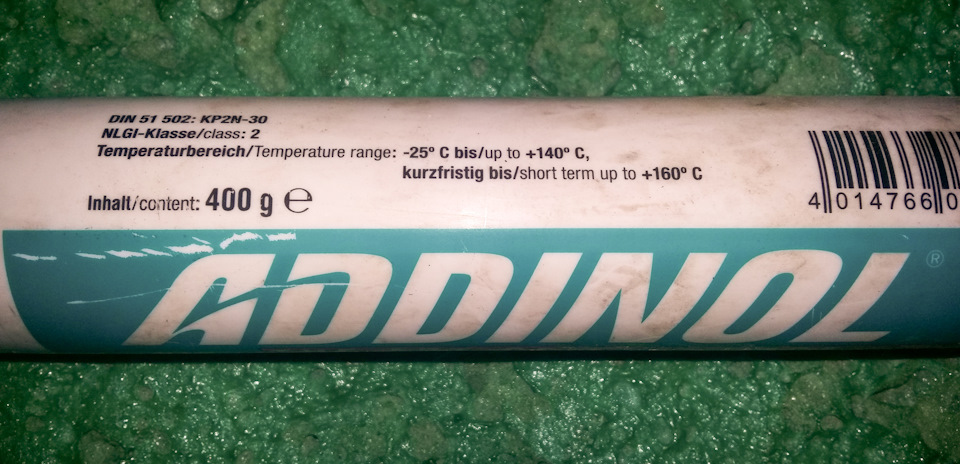 DIN 51 502: KP2N-30
NLGI-Klasse/class: 2
Temperaturbereich/Temperature range: -25° C bis/up to +140° C,
kurzfristig bis/short term up to +160° C
Inhalt/content: 400 g ℮
4 014766 0
ADDINOL ®